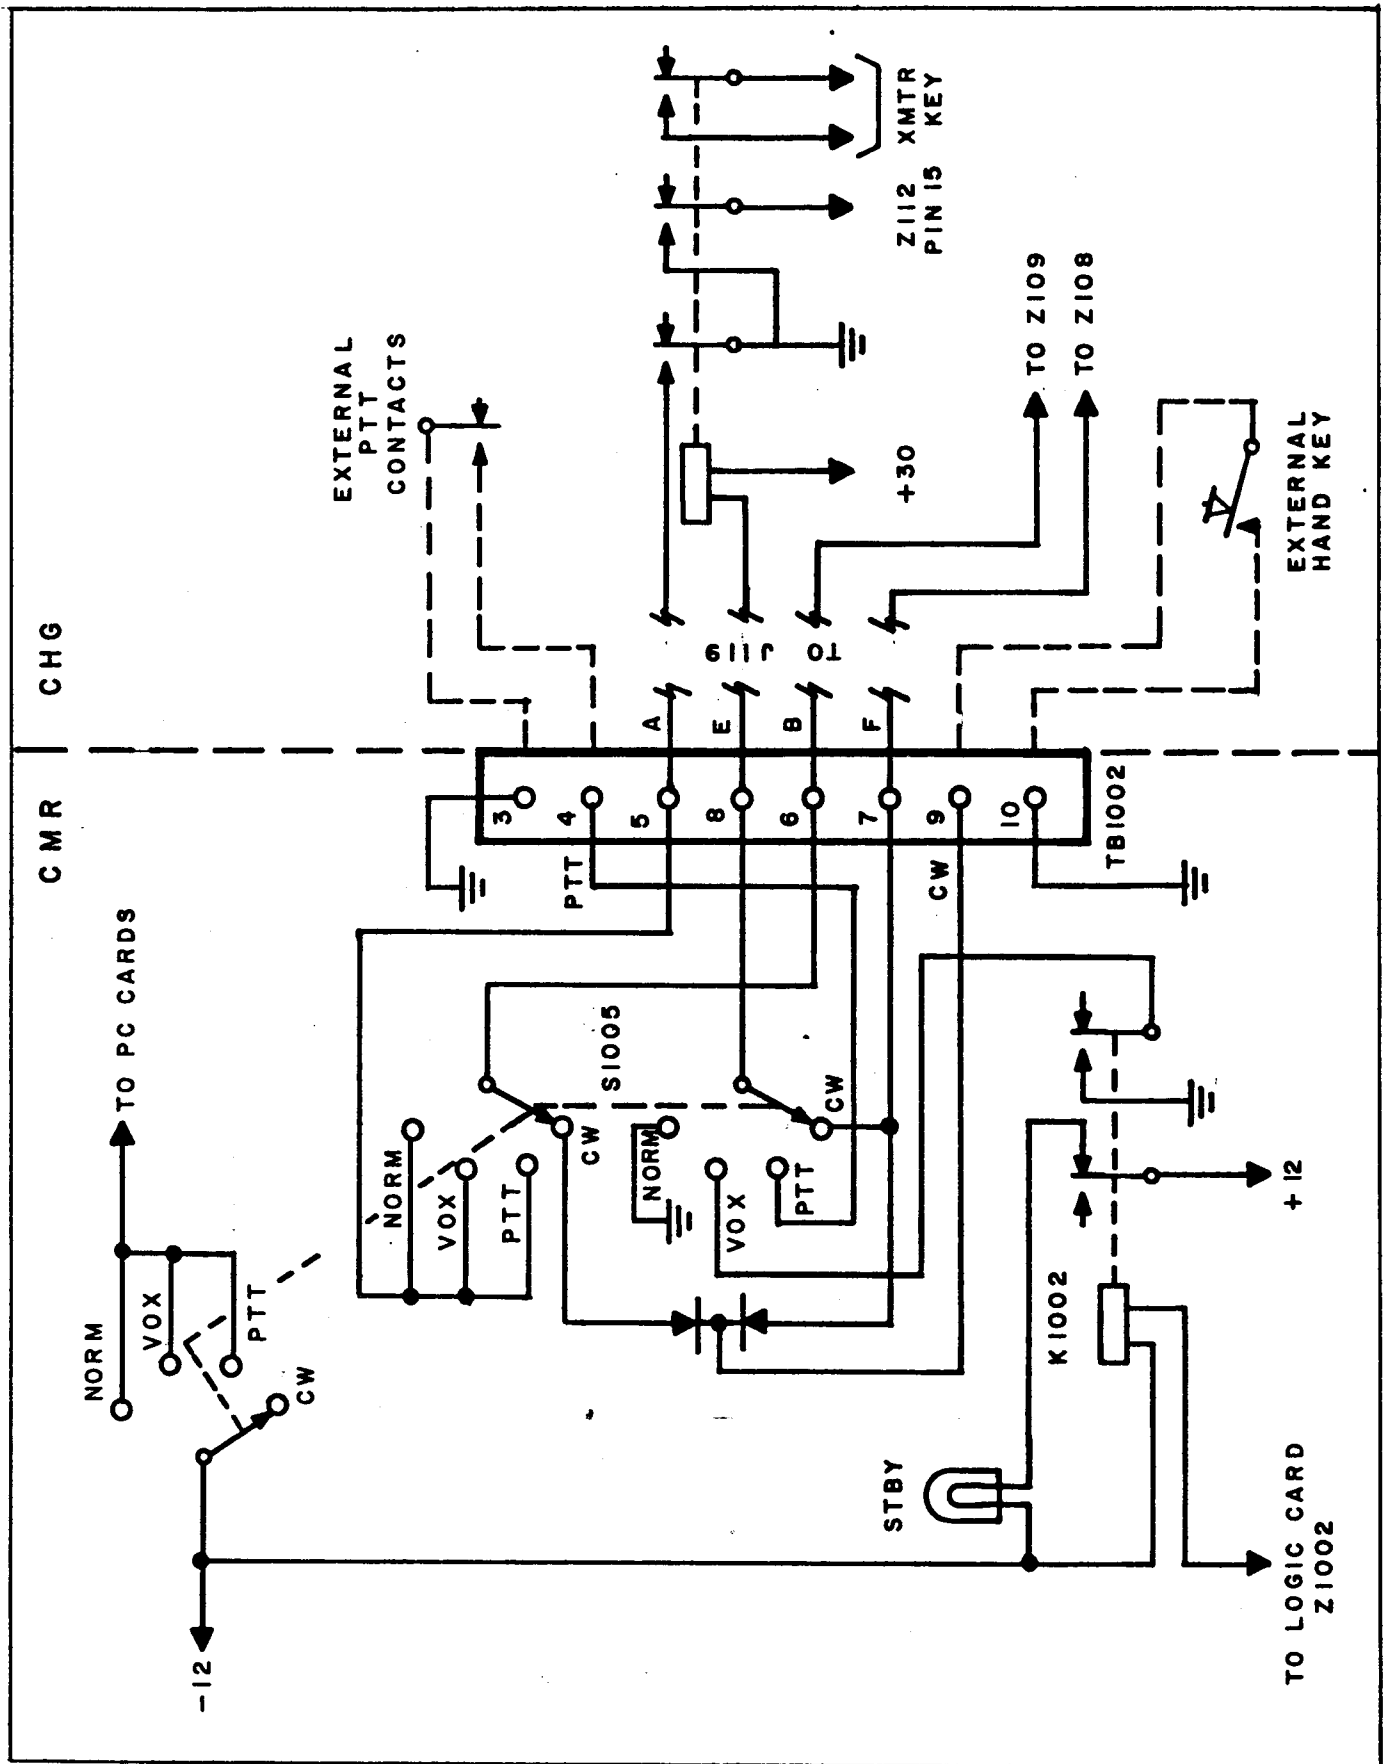 CMR
CHG
-12
TO PC CARDS
NORM
VOX
PTT
CW
NORM
VOX
PTT
CW
S1005
NORM
VOX
PTT
CW
3
4
5
8
6
7
9
10
PTT
CW
TB1002
A
E
B
F
TO J119
EXTERNAL
PTT
CONTACTS
+30
Z112
PIN 15
XMTR
KEY
TO Z109
TO Z108
EXTERNAL
HAND KEY
STBY
K1002
+12
TO LOGIC CARD
Z1002